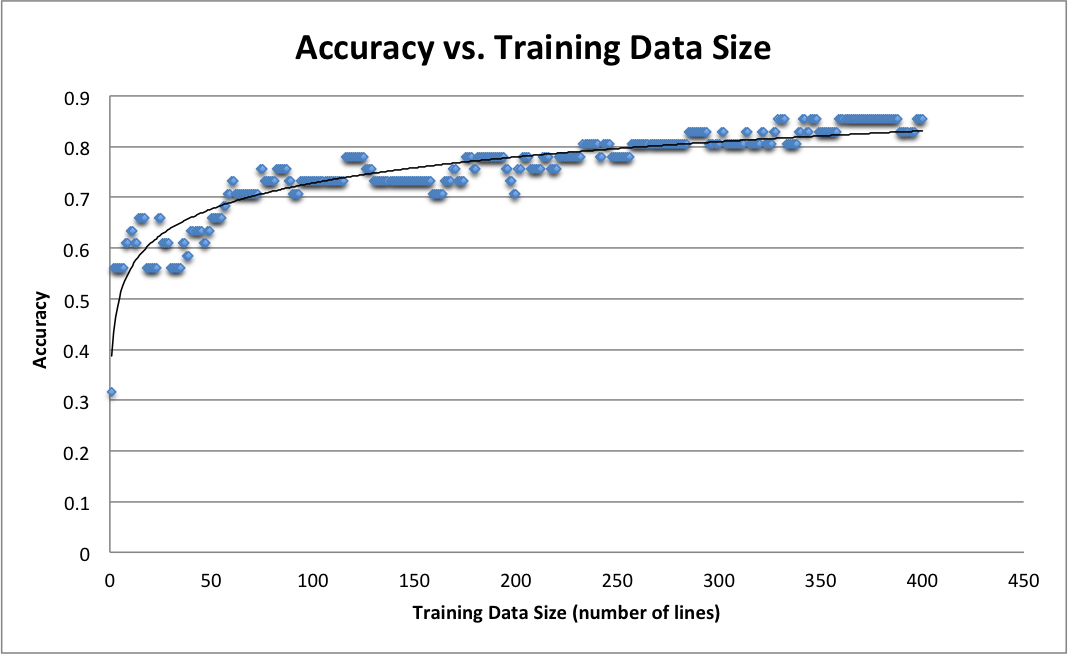 Accuracy vs. Training Data Size
0.9
0.8
0.7
0.6
0.5
0.4
0.3
0.2
0.1
0
Accuracy
0 50 100 150 200 250 300 350 400 450
Training Data Size (number of lines)